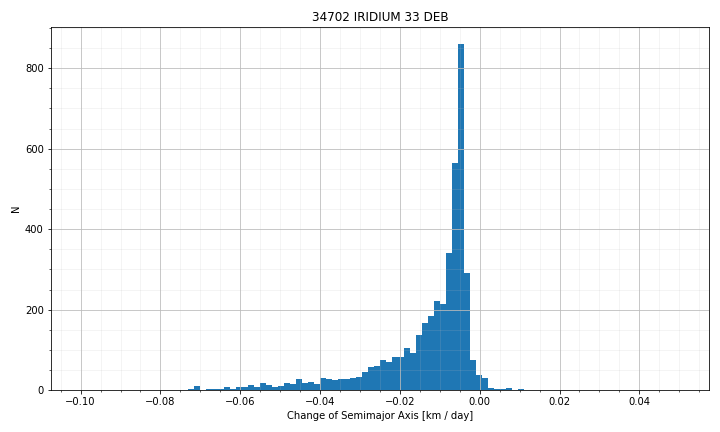 34702 IRIDIUM 33 DEB
800
600
400
200
0
N
−0.10 −0.08 −0.06 −0.04 −0.02 0.00 0.02 0.04
Change of Semimajor Axis [km / day]